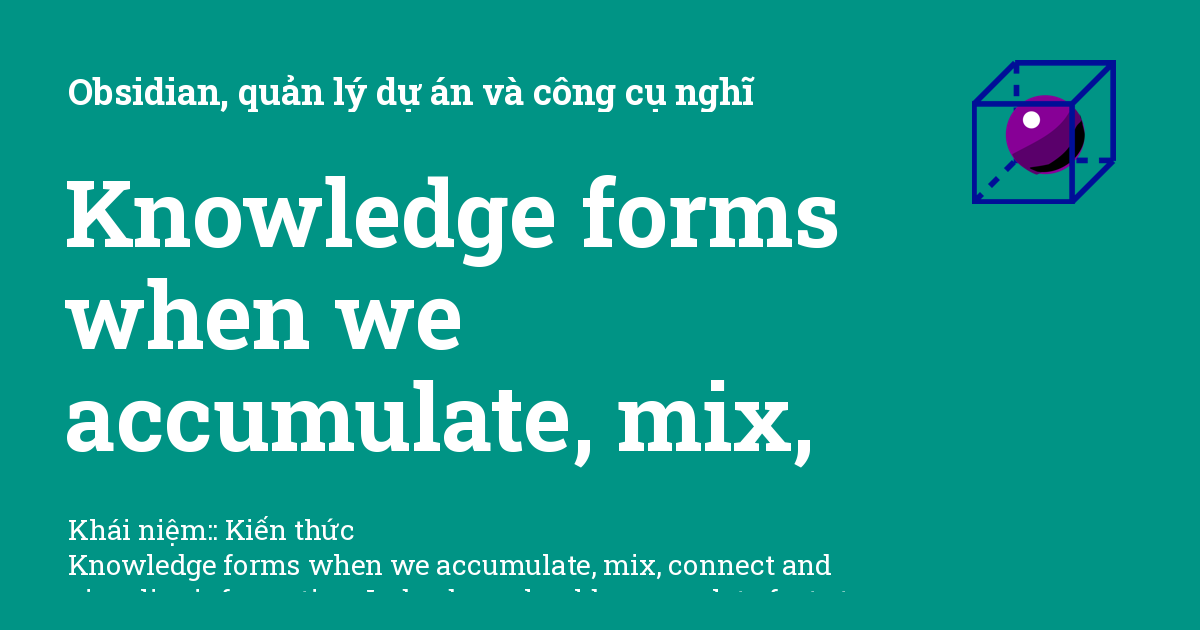 Obsidian, quản lý dự án và công cụ nghĩ
Knowledge forms
when we
accumulate, mix,
Khái niệm:: Kiến thức
Knowledge forms when we accumulate, mix, connect and